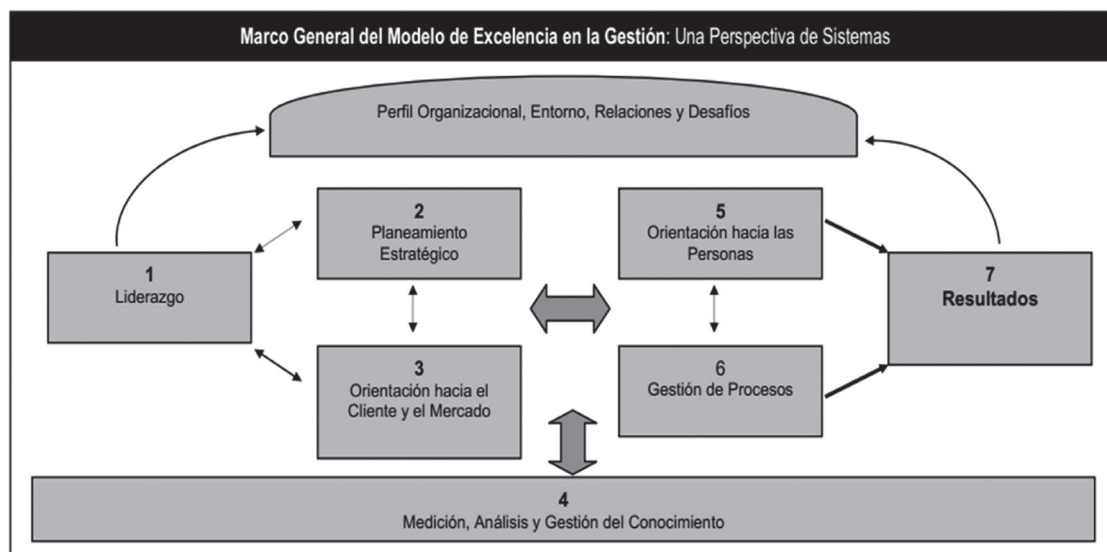 Marco General del Modelo de Excelencia en la Gestión: Una Perspectiva de Sistemas
Perfil Organizacional, Entorno, Relaciones y Desafíos
1
Liderazgo
2
Planeamiento
Estratégico
3
Orientación hacia el
Cliente y el Mercado
5
Orientación hacia las
Personas
6
Gestión de Procesos
7
Resultados
4
Medición, Análisis y Gestión del Conocimiento